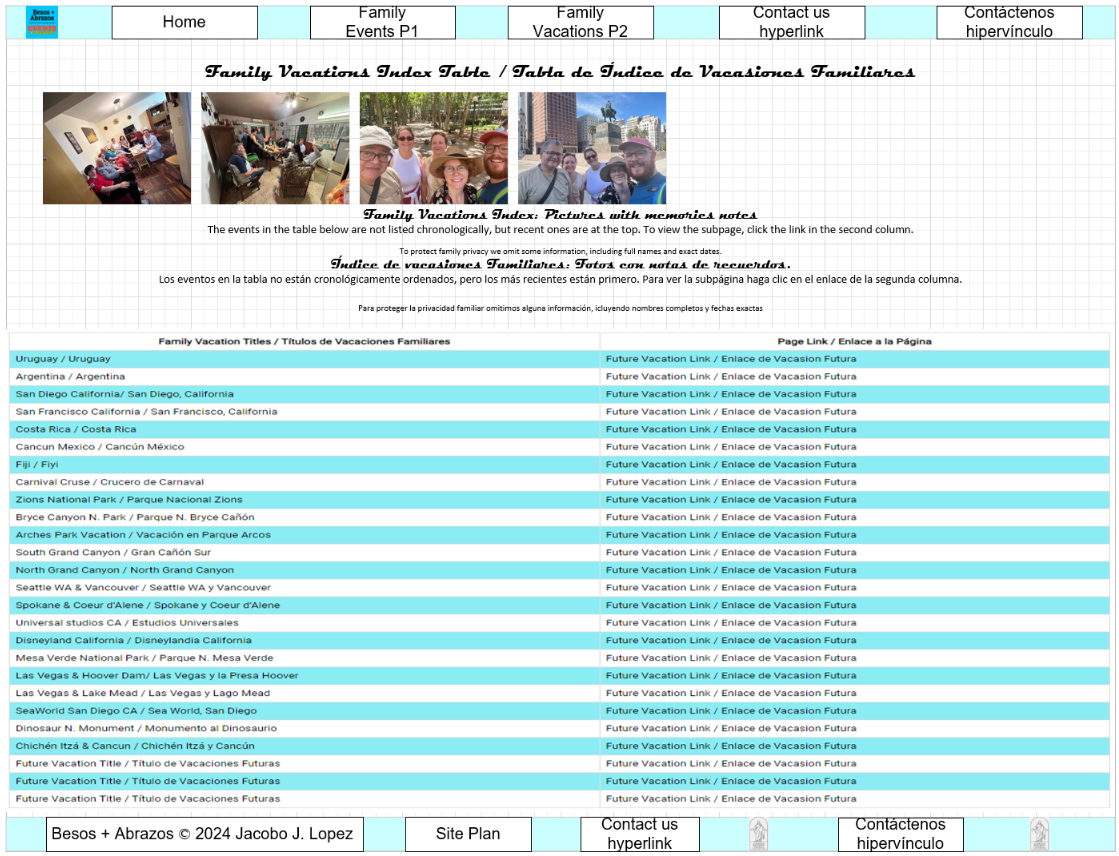 Besos +
Abrazos
Home
Family
Events P1
Family
Vacations P2
Contact us
hyperlink
Contáctenos
hipervínculo
Family Vacations Index Table / Tabla de Índice de Vacasiones Familiares
Family Vacations Index: Pictures with memories notes
The events in the table below are not listed chronologically, but recent ones are at the top. To view the subpage, click the link in the second column.
To protect family privacy we omit some information, including full names and exact dates.
Índice de vacasiones Familiares: Fotos con notas de recuerdos.
Los eventos en la tabla no están cronológicamente ordenados, pero los más recientes están primero. Para ver la subpágina haga clic en el enlace de la segunda columna.
Para proteger la privacidad familiar omitimos alguna información, icluyendo nombres completos y fechas exactas
Family Vacation Titles / Títulos de Vacaciones Familiares Page Link / Enlace a la Página
Uruguay / Uruguay Future Vacation Link / Enlace de Vacasion Futura
Argentina / Argentina Future Vacation Link / Enlace de Vacasion Futura
San Diego California/ San Diego, California Future Vacation Link / Enlace de Vacasion Futura
San Francisco California / San Francisco, California Future Vacation Link / Enlace de Vacasion Futura
Costa Rica / Costa Rica Future Vacation Link / Enlace de Vacasion Futura
Cancun Mexico / Cancún México Future Vacation Link / Enlace de Vacasion Futura
Fiji / Fiyi Future Vacation Link / Enlace de Vacasion Futura
Carnival Cruse / Crucero de Carnaval Future Vacation Link / Enlace de Vacasion Futura
Zions National Park / Parque Nacional Zions Future Vacation Link / Enlace de Vacasion Futura
Bryce Canyon N. Park / Parque N. Bryce Cañón Future Vacation Link / Enlace de Vacasion Futura
Arches Park Vacation / Vacación en Parque Arcos Future Vacation Link / Enlace de Vacasion Futura
South Grand Canyon / Gran Cañón Sur Future Vacation Link / Enlace de Vacasion Futura
North Grand Canyon / North Grand Canyon Future Vacation Link / Enlace de Vacasion Futura
Seattle WA & Vancouver / Seattle WA y Vancouver Future Vacation Link / Enlace de Vacasion Futura
Spokane & Coeur d'Alene / Spokane y Coeur d'Alene Future Vacation Link / Enlace de Vacasion Futura
Universal studios CA / Estudios Universales Future Vacation Link / Enlace de Vacasion Futura
Disneyland California / Disneylandia California Future Vacation Link / Enlace de Vacasion Futura
Mesa Verde National Park / Parque N. Mesa Verde Future Vacation Link / Enlace de Vacasion Futura
Las Vegas & Hoover Dam/ Las Vegas y la Presa Hoover Future Vacation Link / Enlace de Vacasion Futura
Las Vegas & Lake Mead / Las Vegas y Lago Mead Future Vacation Link / Enlace de Vacasion Futura
SeaWorld San Diego CA / Sea World, San Diego Future Vacation Link / Enlace de Vacasion Futura
Dinosaur N. Monument / Monumento al Dinosaurio Future Vacation Link / Enlace de Vacasion Futura
Chichén Itzá & Cancun / Chichén Itzá y Cancún Future Vacation Link / Enlace de Vacasion Futura
Future Vacation Title / Título de Vacaciones Futuras Future Vacation Link / Enlace de Vacasion Futura
Future Vacation Title / Título de Vacaciones Futuras Future Vacation Link / Enlace de Vacasion Futura
Future Vacation Title / Título de Vacaciones Futuras Future Vacation Link / Enlace de Vacasion Futura
Besos + Abrazos © 2024 Jacobo J. Lopez
Site Plan
Contact us
hyperlink
Contáctenos
hipervínculo